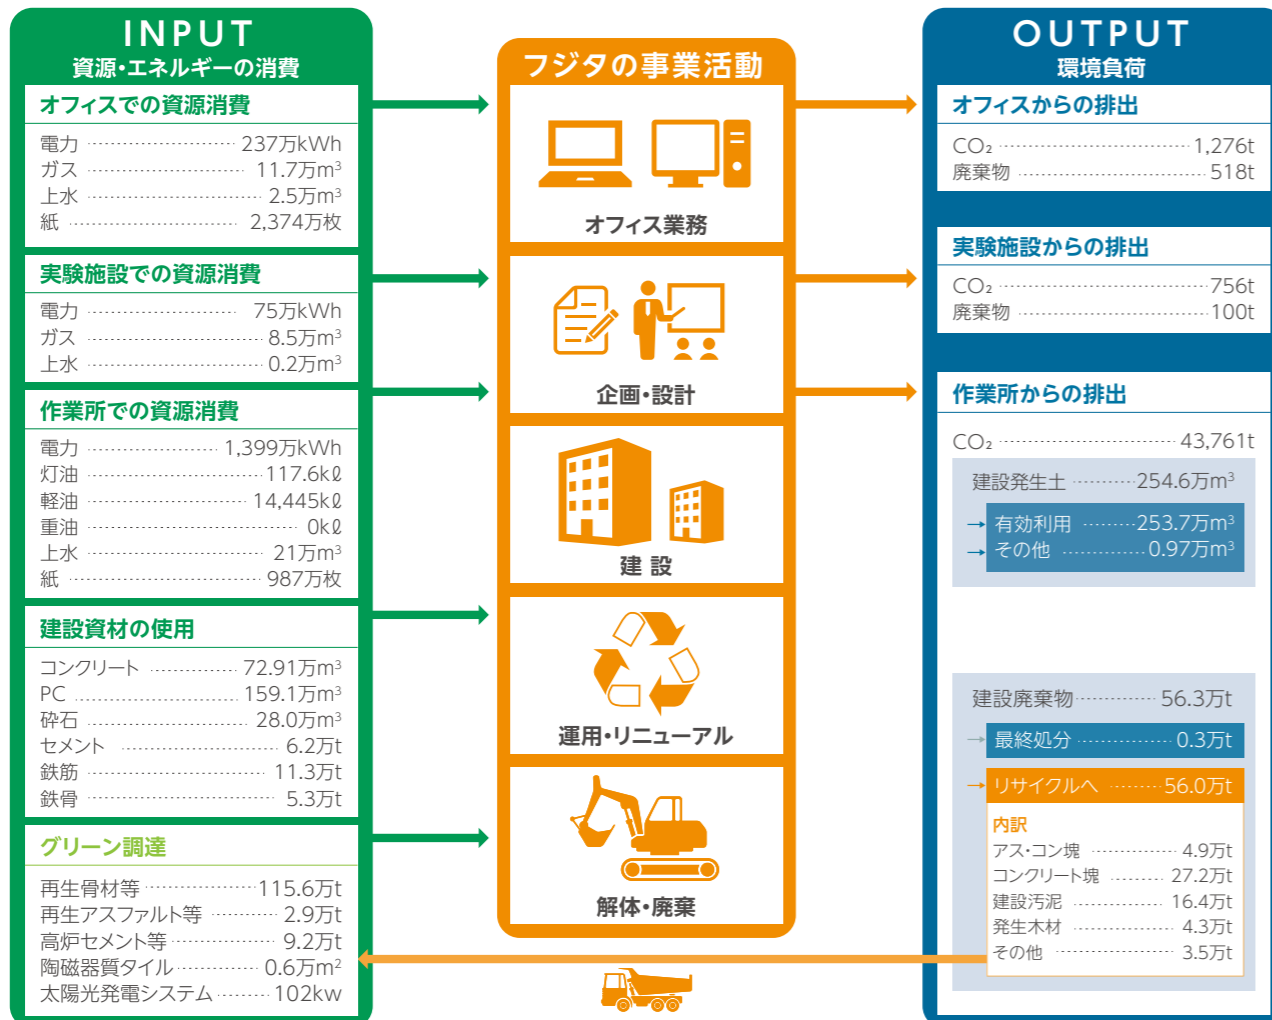 INPUT
資源・エネルギーの消費
オフィスでの資源消費
電力 237万kWh
ガス 11.7万m³
上水 2.5万m³
紙 2,374万枚
実験施設での資源消費
電力 75万kWh
ガス 8.5万m³
上水 0.2万m³
作業所での資源消費
電力 1,399万kWh
灯油 117.6kℓ
軽油 14,445kℓ
重油 0kℓ
上水 21万m³
紙 987万枚
建設資材の使用
コンクリート 72.91万m³
PC 159.1万m³
砕石 28.0万m³
セメント 6.2万t
鉄筋 11.3万t
鉄骨 5.3万t
グリーン調達
再生骨材等 115.6万t
再生アスファルト等 2.9万t
高炉セメント等 9.2万t
陶磁器質タイル 0.6万m²
太陽光発電システム 102kw
フジタの事業活動
オフィス業務
企画・設計
建 設
運用・リニューアル
解体・廃棄
OUTPUT
環境負荷
オフィスからの排出
CO₂ 1,276t
廃棄物 518t
実験施設からの排出
CO₂ 756t
廃棄物 100t
作業所からの排出
CO₂ 43,761t
建設発生土 254.6万m³
有効利用 253.7万m³
その他 0.97万m³
建設廃棄物 56.3万t
最終処分 0.3万t
リサイクルへ 56.0万t
内訳
アス・コン塊 4.9万t
コンクリート塊 27.2万t
建設汚泥 16.4万t
発生木材 4.3万t
その他 3.5万t